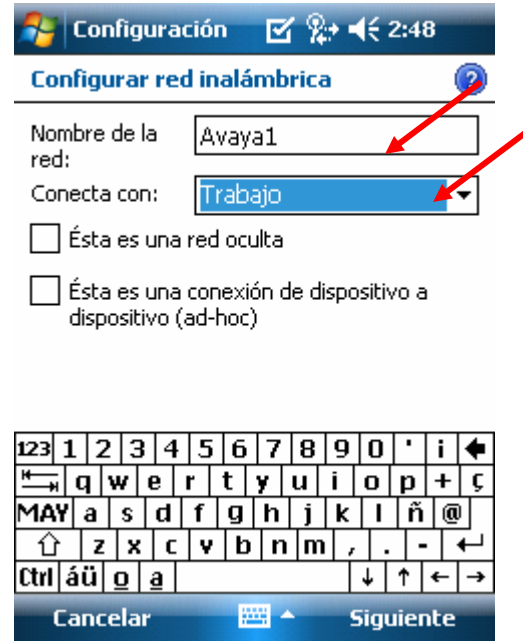 Configuración 2:48
Configurar red inalámbrica ?
Nombre de la red: Avaya1
Conecta con: Trabajo
Ésta es una red oculta
Ésta es una conexión de dispositivo a
dispositivo (ad-hoc)
123 1 2 3 4 5 6 7 8 9 0 ' ¡ 
q w e r t y u i o p + ç
MAY a s d f g h j k l ñ @
z x c v b n m , . -
Ctrl áü º ª ↓ ↑ ← →
Cancelar Siguiente